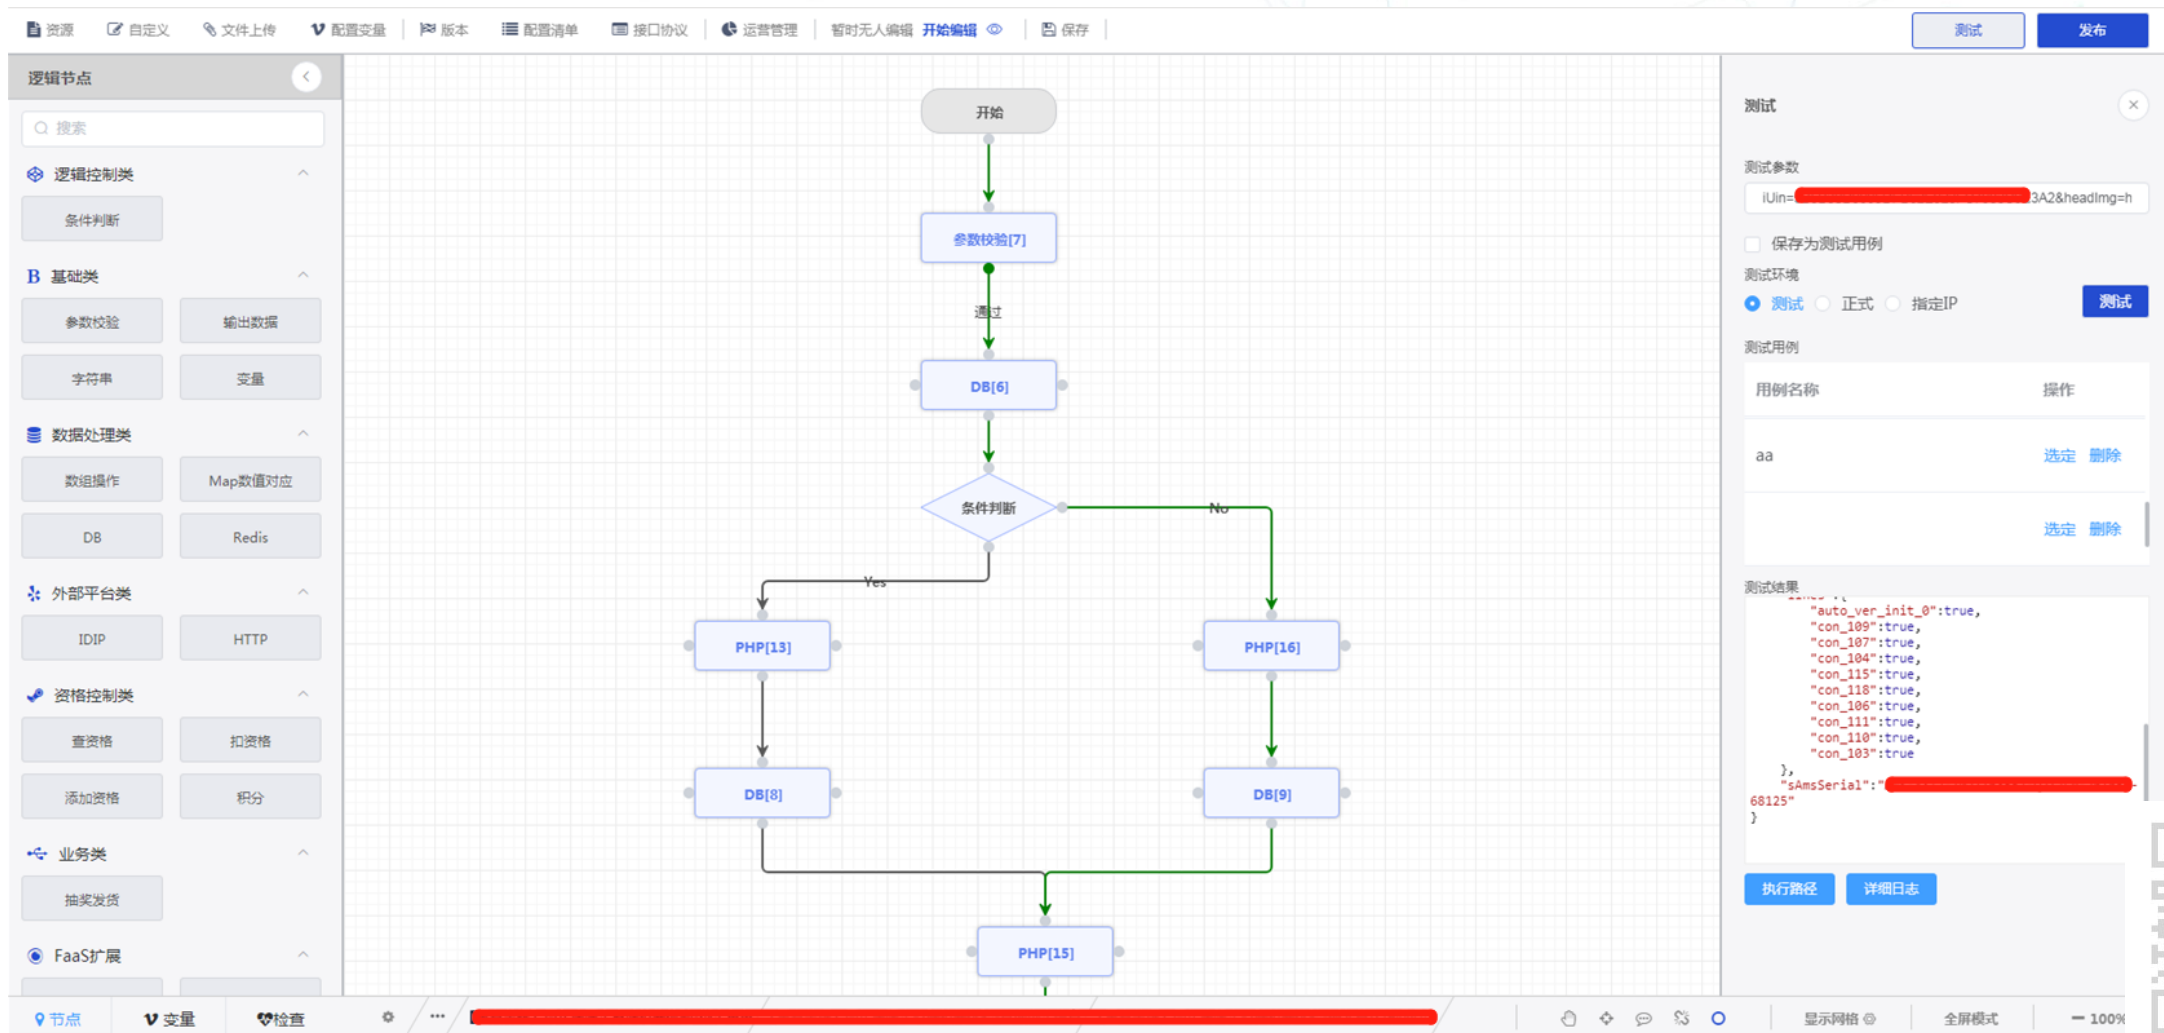 资源 自定义 文件上传 配置变量 版本 配置清单 接口协议 运营管理 暂时无人编辑 开始编辑 保存 测试 发布
逻辑节点
搜索
逻辑控制类
条件判断
基础类
参数校验 输出数据
字符串 变量
数据处理类
数组操作 Map数值对应
DB Redis
外部平台类
IDIP HTTP
资格控制类
查资格 扣资格
添加资格 积分
业务类
抽奖发货
FaaS扩展
开始
参数校验[7]
通过
DB[6]
条件判断
No
Yes
PHP[13] PHP[16]
DB[8] DB[9]
PHP[15]
测试
测试参数
iUin= 3A2&headImg=h
保存为测试用例
测试环境
测试 正式 指定IP 测试
测试用例
用例名称 操作
aa 选定 删除
选定 删除
测试结果
"auto_ver_init_0":true,
"con_109":true,
"con_107":true,
"con_104":true,
"con_115":true,
"con_118":true,
"con_106":true,
"con_111":true,
"con_110":true,
"con_103":true
},
"sAmsSerial":" -
68125"
}
执行路径 详细日志
节点 变量 检查 ··· 显示网格 全屏模式 — 100%